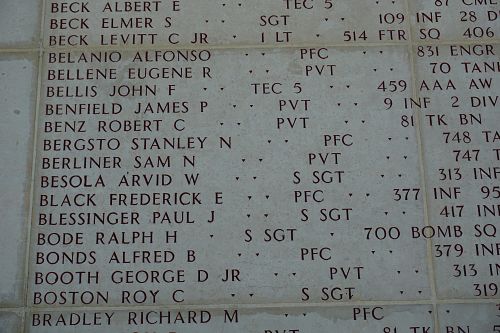 BECK ALBERT E TEC 5 87 CML
BECK ELMER S SGT 109 INF 28 DI
BECK LEVITT C JR 1 LT 514 FTR SQ 406
BELANIO ALFONSO PFC 831 ENGR
BELLENE EUGENE R PVT 70 TANK
BELLIS JOHN F TEC 5 459 AAA AW
BENFIELD JAMES P PVT 9 INF 2 DIV
BENZ ROBERT C PVT 81 TK BN
BERGSTO STANLEY N PFC 748 TA
BERLINER SAM N PVT 747 T
BESOLA ARVID W S SGT 313 INF
BLACK FREDERICK E PFC 377 INF 95
BLESSINGER PAUL J S SGT 417 INF
BODE RALPH H S SGT 700 BOMB SQ
BONDS ALFRED B PFC 379 INF
BOOTH GEORGE D JR PVT 313
BOSTON ROY C S SGT 319 INF
BRADLEY RICHARD M PFC